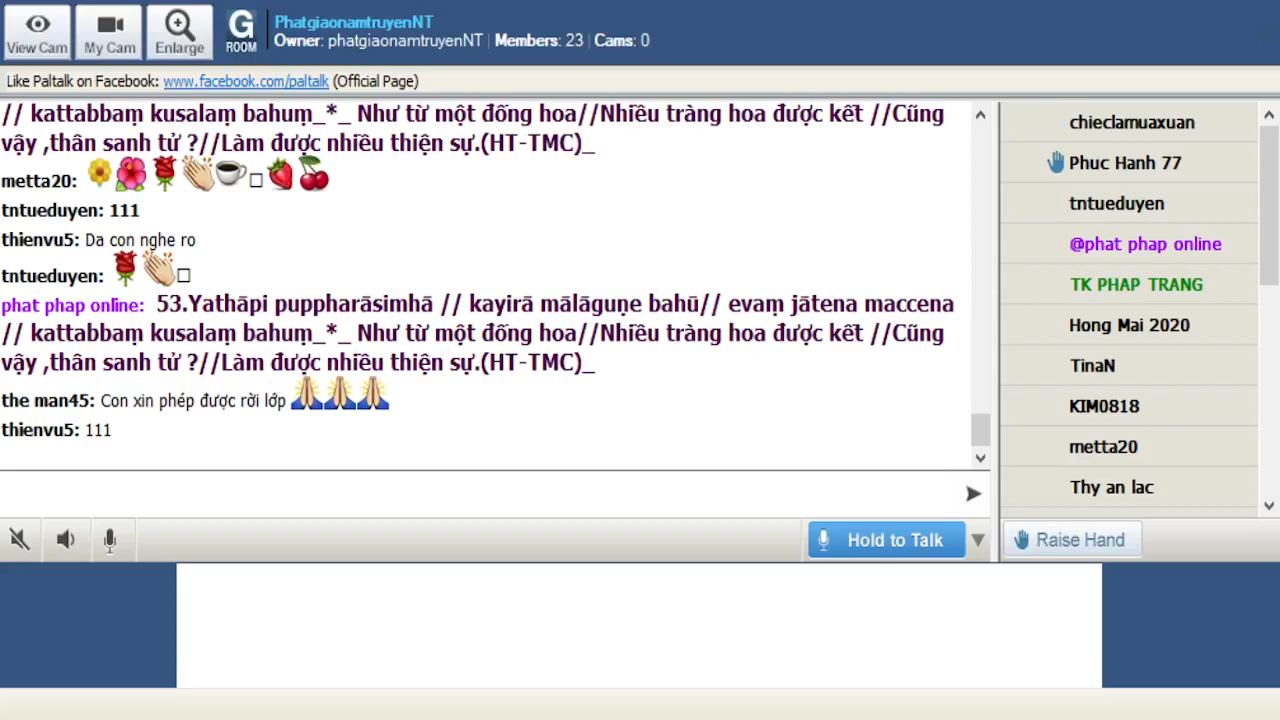 View Cam
My Cam
Enlarge
G
ROOM
PhatgiaonamtruyenNT
Owner: phatgiaonamtruyenNT | Members: 23 | Cams: 0
Like Paltalk on Facebook: www.facebook.com/paltalk (Official Page)
// kattabbaṃ kusalaṃ bahuṃ_*_ Như từ một đống hoa//Nhiều tràng hoa được kết //Cũng
vậy ,thân sanh tử ?//Làm được nhiều thiện sự.(HT-TMC)_
metta20:
tntueduyen: 111
thienvu5: Da con nghe ro
tntueduyen:
phat phap online: 53.Yathāpi puppharāsimhā // kayirā mālāguṇe bahū// evaṃ jātena maccena
// kattabbaṃ kusalaṃ bahuṃ_*_ Như từ một đống hoa//Nhiều tràng hoa được kết //Cũng
vậy ,thân sanh tử ?//Làm được nhiều thiện sự.(HT-TMC)_
the man45: Con xin phép được rời lớp
thienvu5: 111
chieclamuaxuan
Phuc Hanh 77
tntueduyen
@phat phap online
TK PHAP TRANG
Hong Mai 2020
TinaN
KIM0818
metta20
Thy an lac
Hold to Talk
Raise Hand